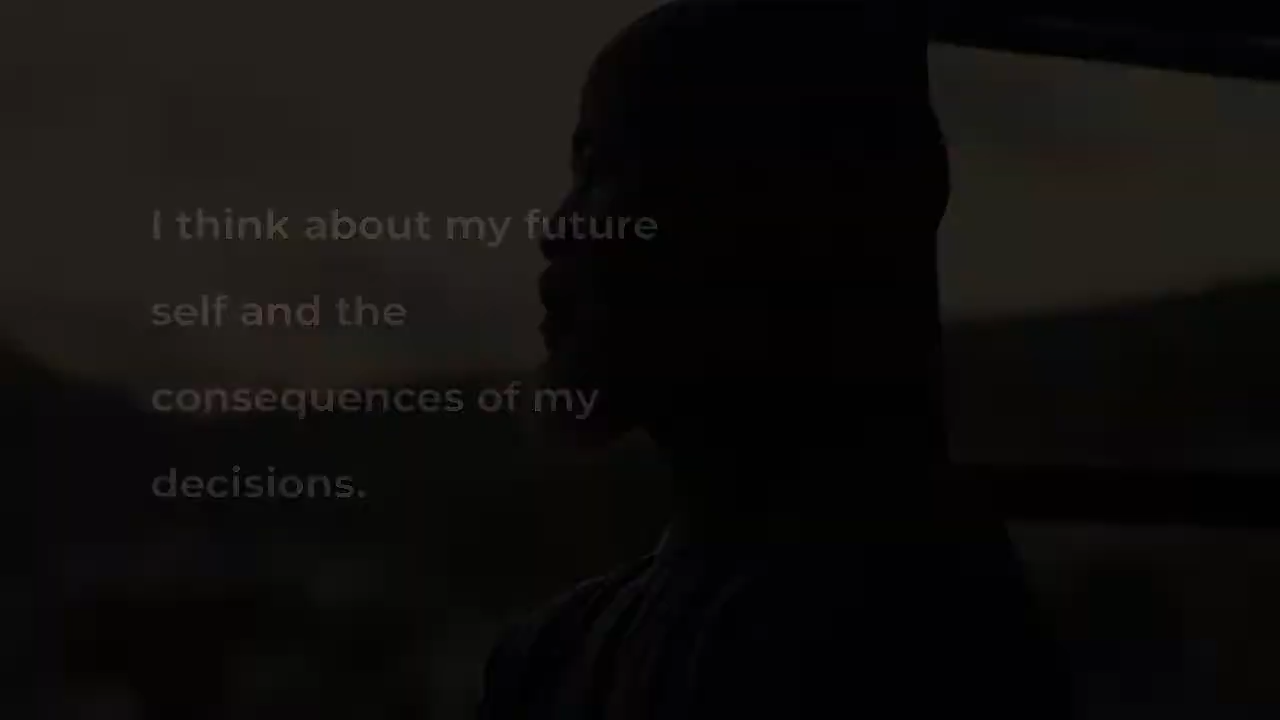 I think about my future
self and the
consequences of my
decisions.